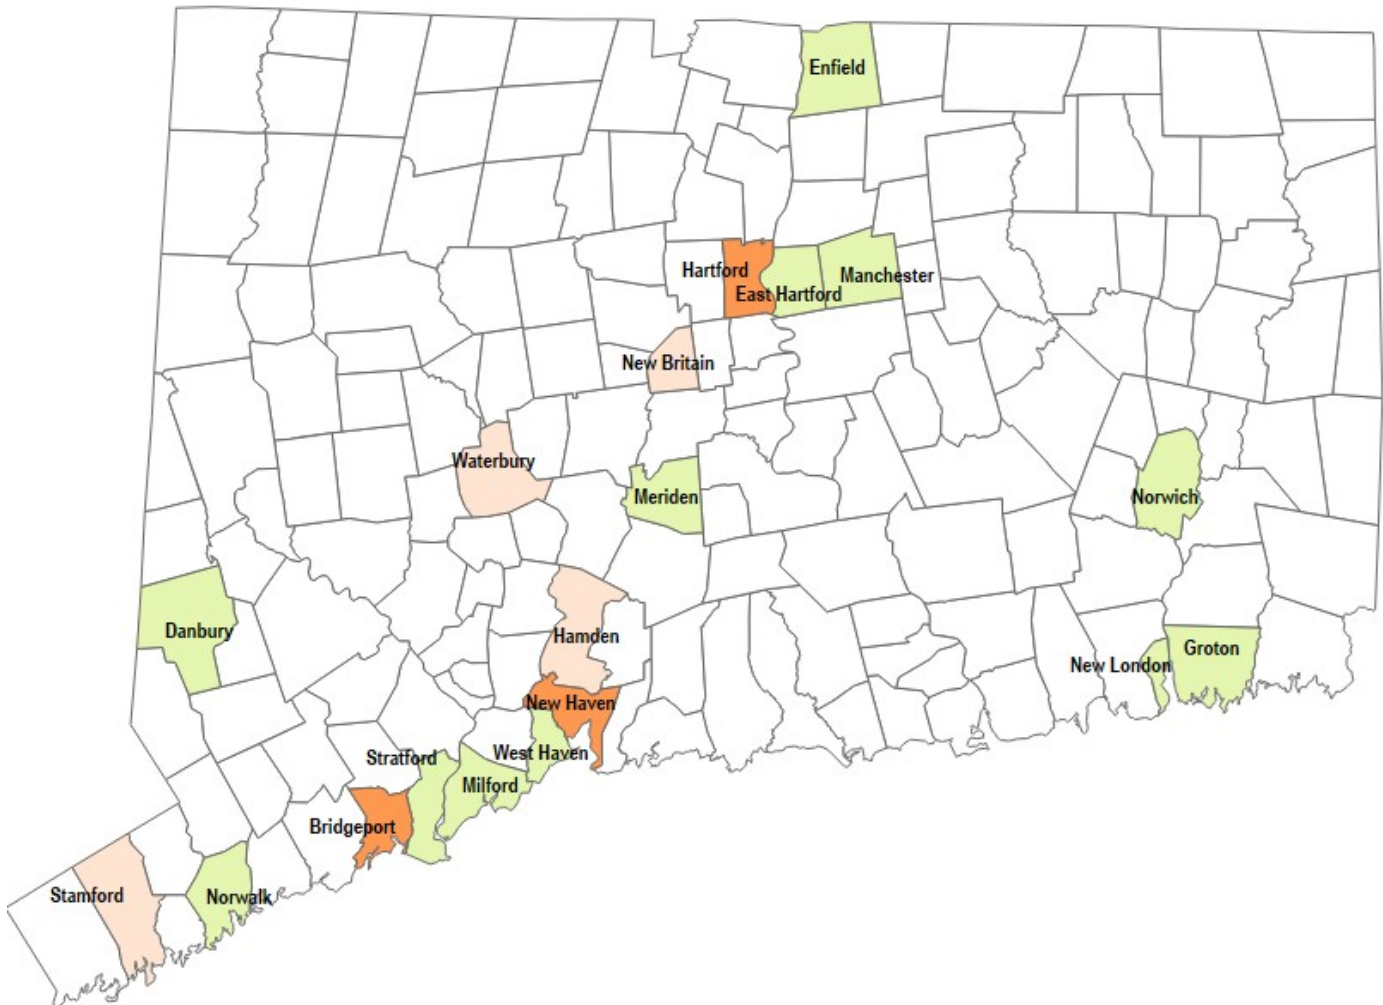 Enfield
Hartford
Manchester
East Hartford
New Britain
Waterbury
Meriden
Norwich
Danbury
Hamden
Groton
New London
New Haven
West Haven
Stratford
Milford
Bridgeport
Stamford
Norwalk